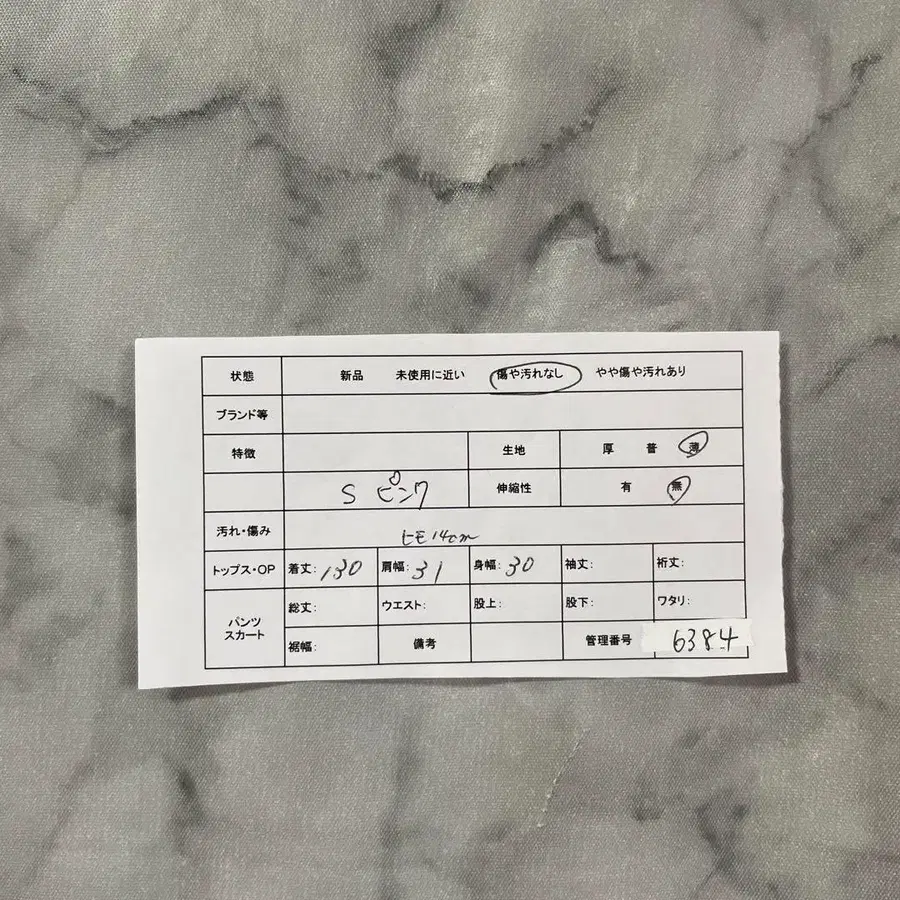 状態 新品 未使用に近い 傷や汚れなし やや傷や汚れあり
ブランド等
特徴 生地 厚 普 薄
S ピンク 伸縮性 有 無
汚れ・傷み ヒモ14cm
トップス・OP 着丈: 130 肩幅: 31 身幅: 30 袖丈: 裄丈:
パンツ スカート 総丈: ウエスト: 股上: 股下: ワタリ:
裾幅: 備考 管理番号 6384